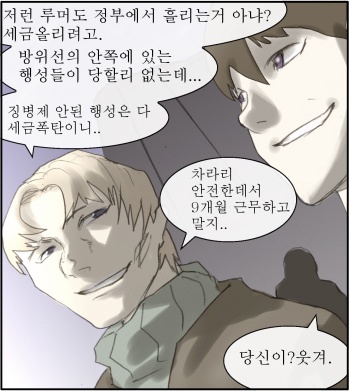 저런 루머도 정부에서 흘리는거 아냐?
세금올리려고.
방위선의 안쪽에 있는
행성들이 당할리 없는데...
징병제 안된 행성은 다
세금폭탄이니..
차라리
안전한데서
9개월 근무하고
말지..
당신이?웃겨.